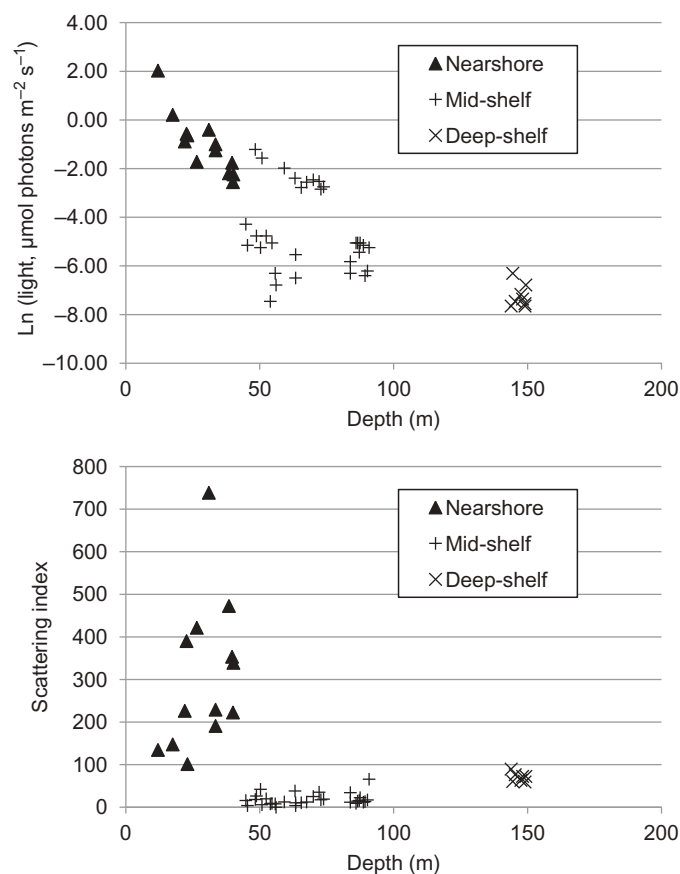 4.00
2.00
0.00
–2.00
–4.00
–6.00
–8.00
–10.00
Ln (light, μmol photons m⁻² s⁻¹)
▲ Nearshore
+ Mid-shelf
× Deep-shelf
0 50 100 150 200
Depth (m)
800
700
600
500
400
300
200
100
0
Scattering index
▲ Nearshore
+ Mid-shelf
× Deep-shelf
0 50 100 150 200
Depth (m)